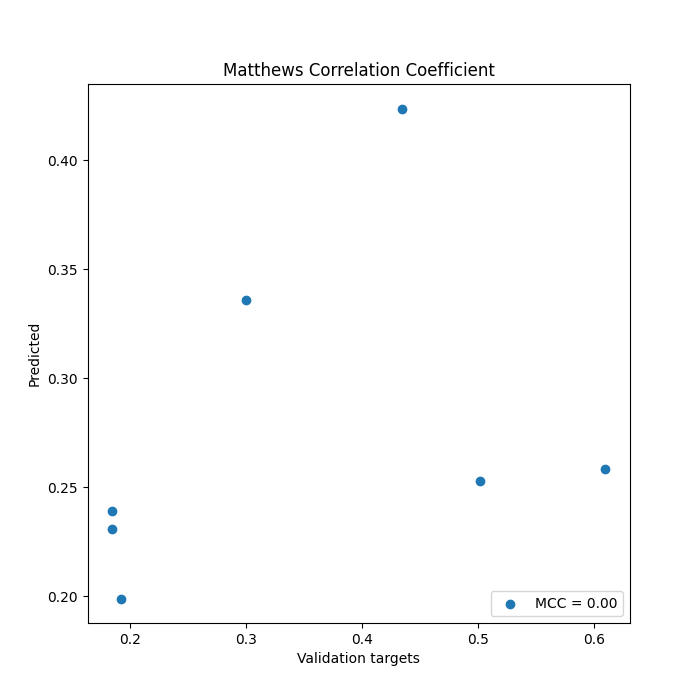 Matthews Correlation Coefficient
0.40
0.35
0.30
0.25
0.20
Predicted
MCC = 0.00
0.2 0.3 0.4 0.5 0.6
Validation targets